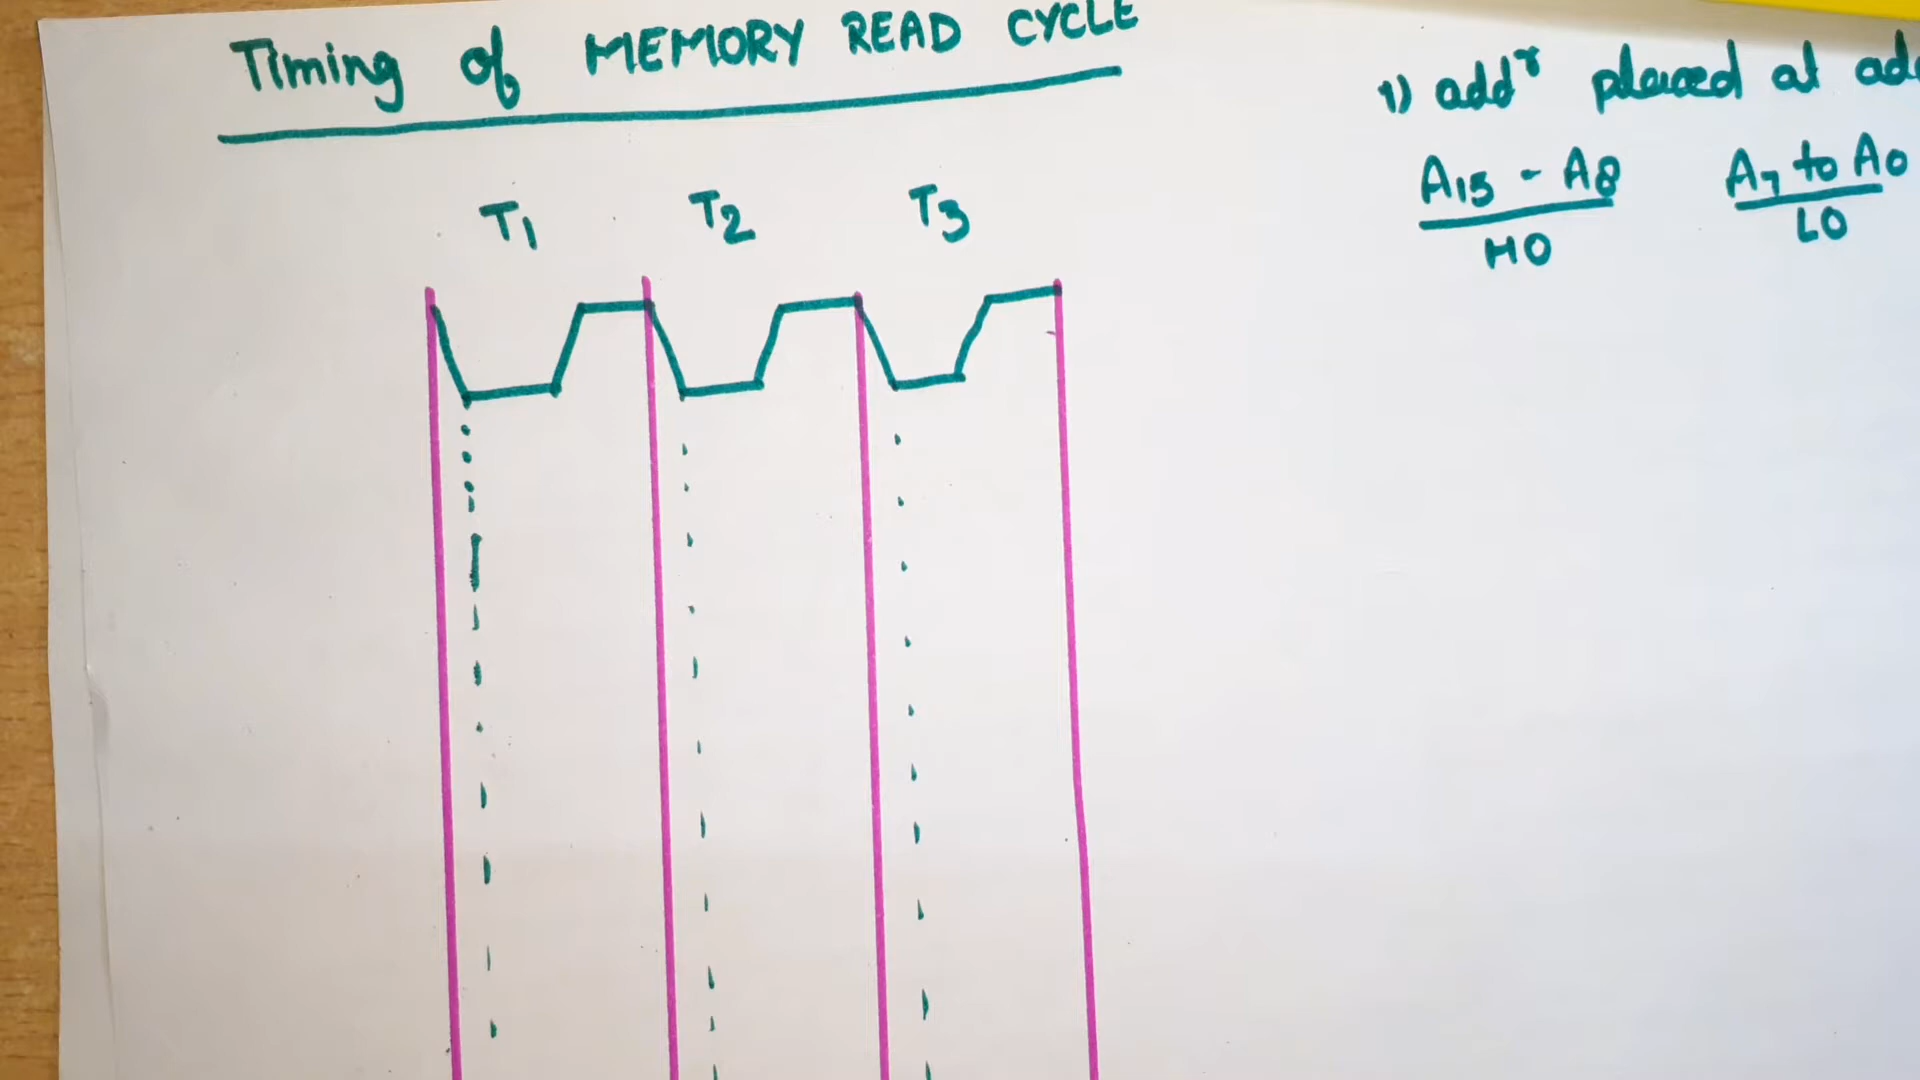 Timing of MEMORY READ CYCLE
T1 T2 T3
1) addr placed at
A15 - A8 A7 to A0
HO LO